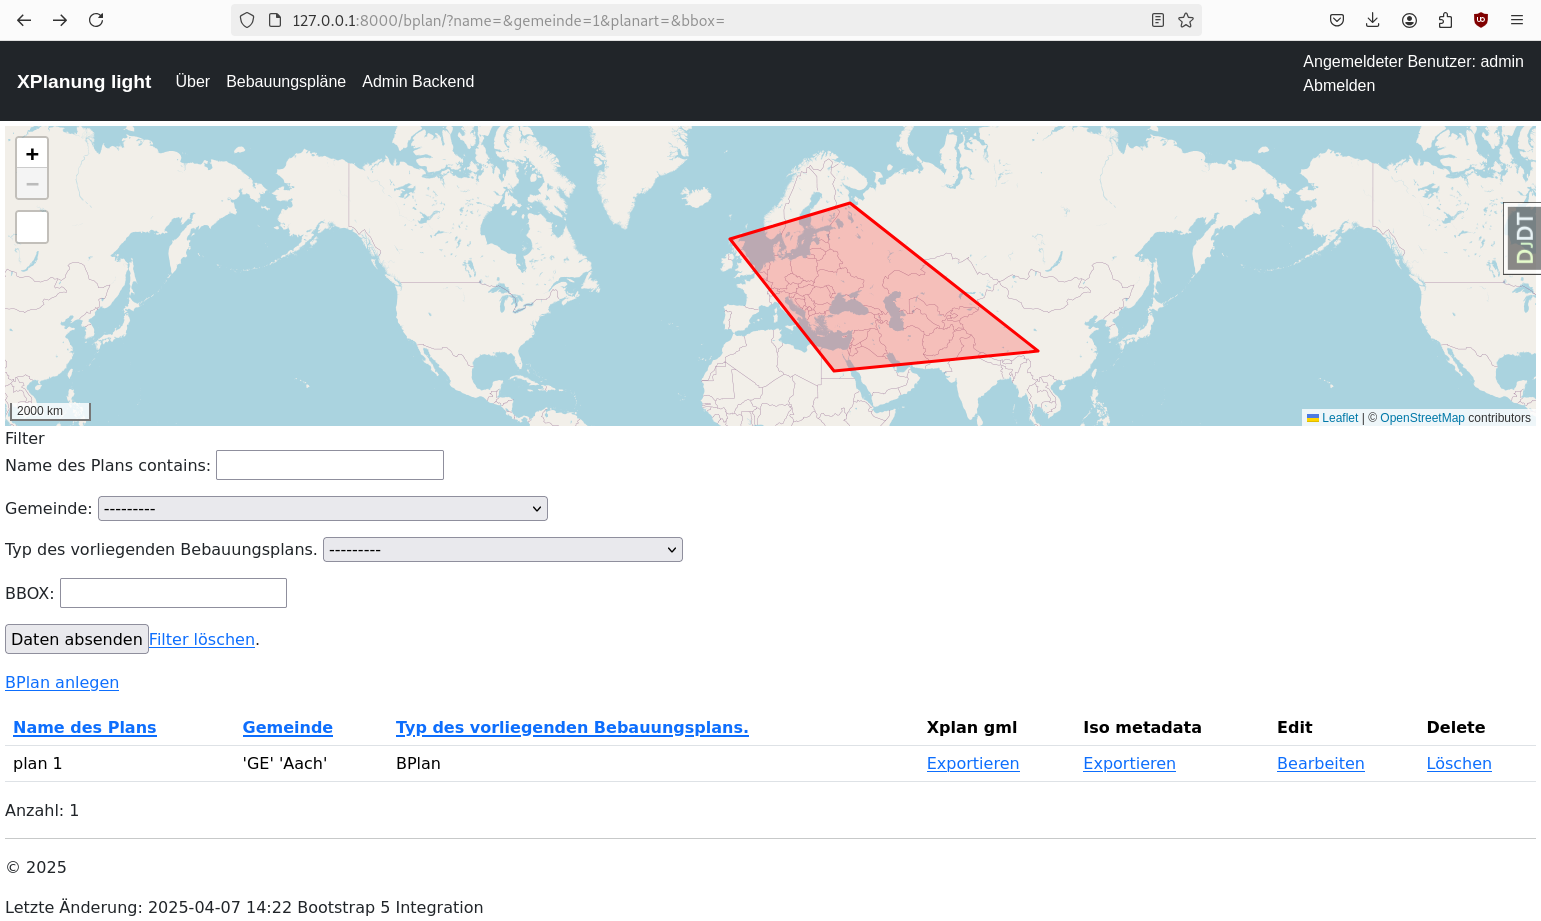 127.0.0.1:8000/bplan/?name=&gemeinde=1&planart=&bbox=
XPlanung light Über Bebauungspläne Admin Backend
Angemeldeter Benutzer: admin
Abmelden
+
−
DJDT
2000 km
Leaflet | © OpenStreetMap contributors
Filter
Name des Plans contains:
Gemeinde: ---------
Typ des vorliegenden Bebauungsplans. ---------
BBOX:
Daten absenden Filter löschen.
BPlan anlegen
Name des Plans Gemeinde Typ des vorliegenden Bebauungsplans. Xplan gml Iso metadata Edit Delete
plan 1 'GE' 'Aach' BPlan Exportieren Exportieren Bearbeiten Löschen
Anzahl: 1
© 2025
Letzte Änderung: 2025-04-07 14:22 Bootstrap 5 Integration